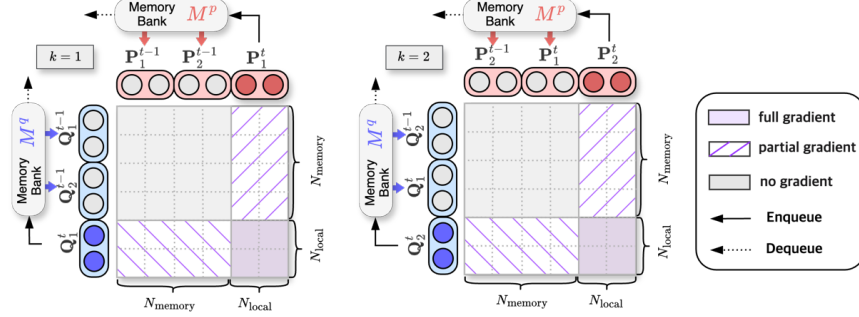 Memory
Bank M^p
k = 1
P_1^{t-1} P_2^{t-1} P_1^t
Memory
Bank
M^q
Q_1^{t-1}
Q_2^{t-1}
Q_1^t
N_memory
N_local
N_memory N_local
Memory
Bank M^p
k = 2
P_2^{t-1} P_1^t P_2^t
Memory
Bank
M^q
Q_2^{t-1}
Q_1^t
Q_2^t
N_memory
N_local
N_memory N_local
full gradient
partial gradient
no gradient
Enqueue
Dequeue